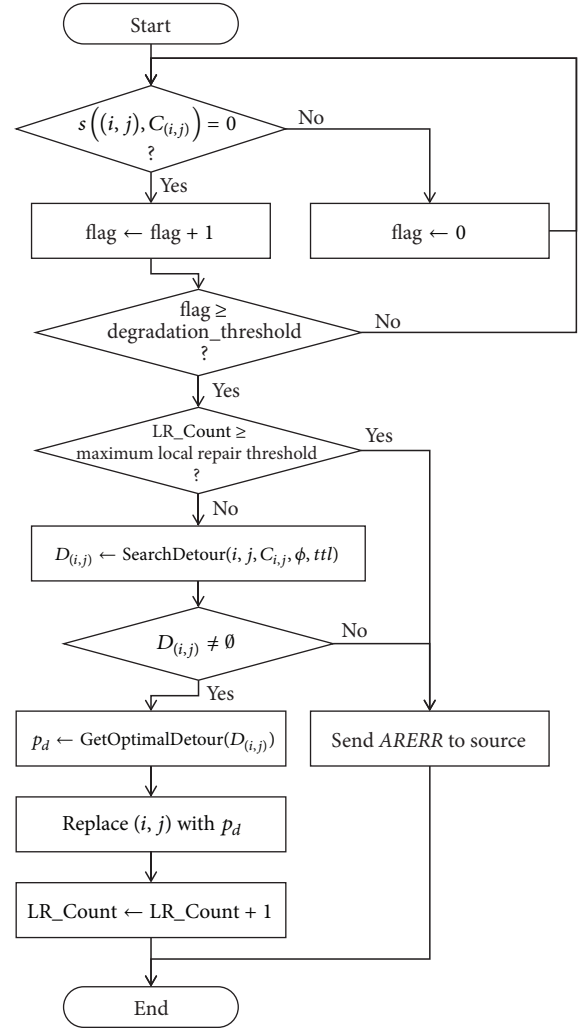 Start
s((i, j), C(i,j)) = 0
?
No
Yes
flag ← flag + 1
flag ← 0
flag ≥
degradation_threshold
?
No
Yes
LR_Count ≥
maximum local repair threshold
?
Yes
No
D(i,j) ← SearchDetour(i, j, Ci,j, ϕ, ttl)
D(i,j) ≠ ∅
No
Yes
pd ← GetOptimalDetour(D(i,j))
Send ARERR to source
Replace (i, j) with pd
LR_Count ← LR_Count + 1
End